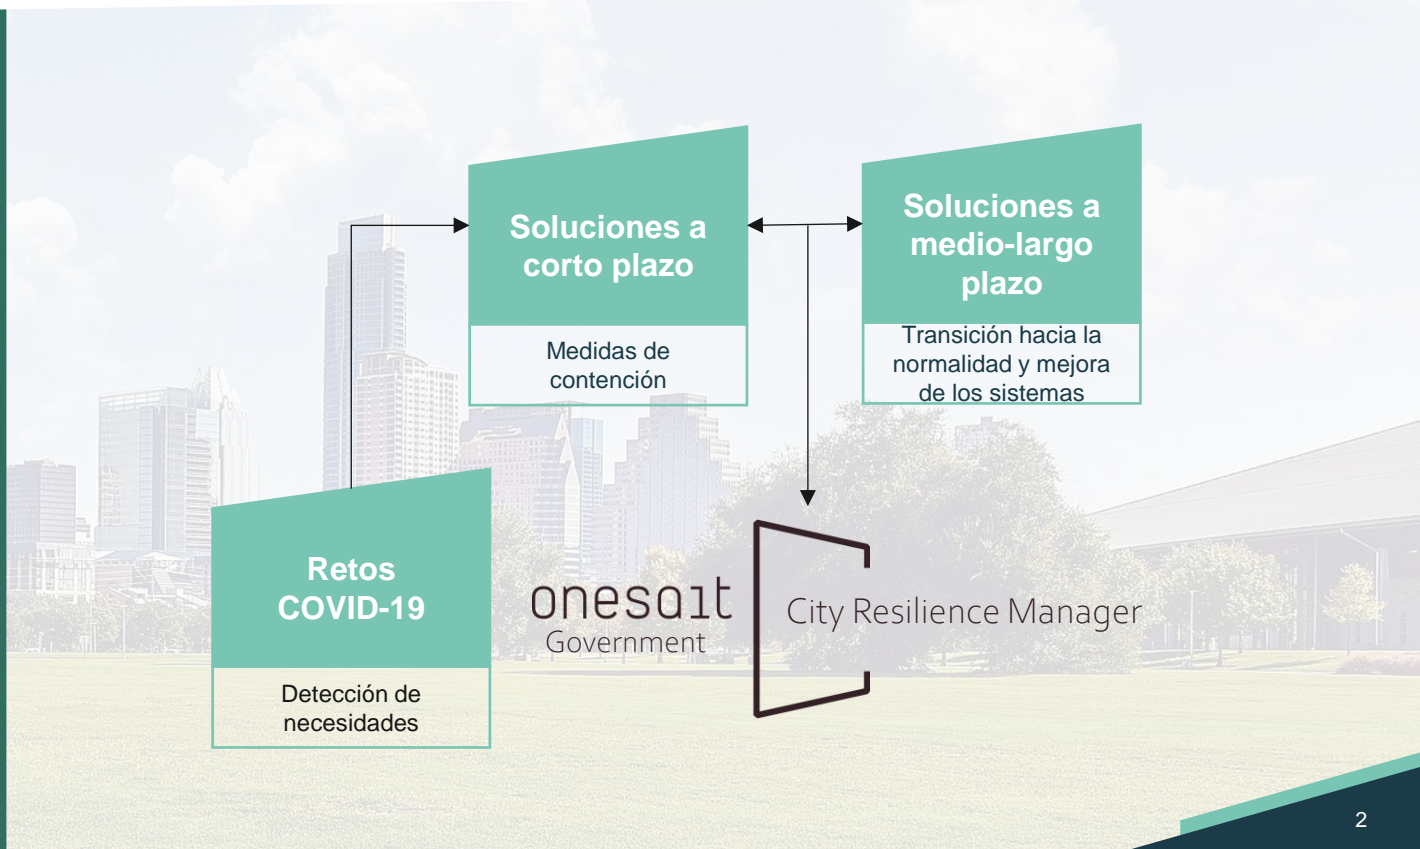 Soluciones a
corto plazo
Medidas de
contención
Soluciones a
medio-largo
plazo
Transición hacia la
normalidad y mejora
de los sistemas
Retos
COVID-19
Detección de
necesidades
onesait
Government
City Resilience Manager
2